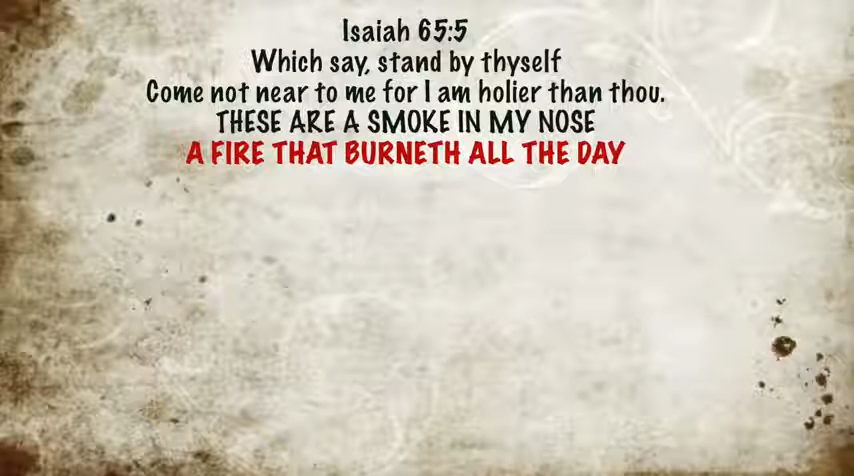 Isaiah 65:5
Which say, stand by thyself
Come not near to me for I am holier than thou.
THESE ARE A SMOKE IN MY NOSE
A FIRE THAT BURNETH ALL THE DAY